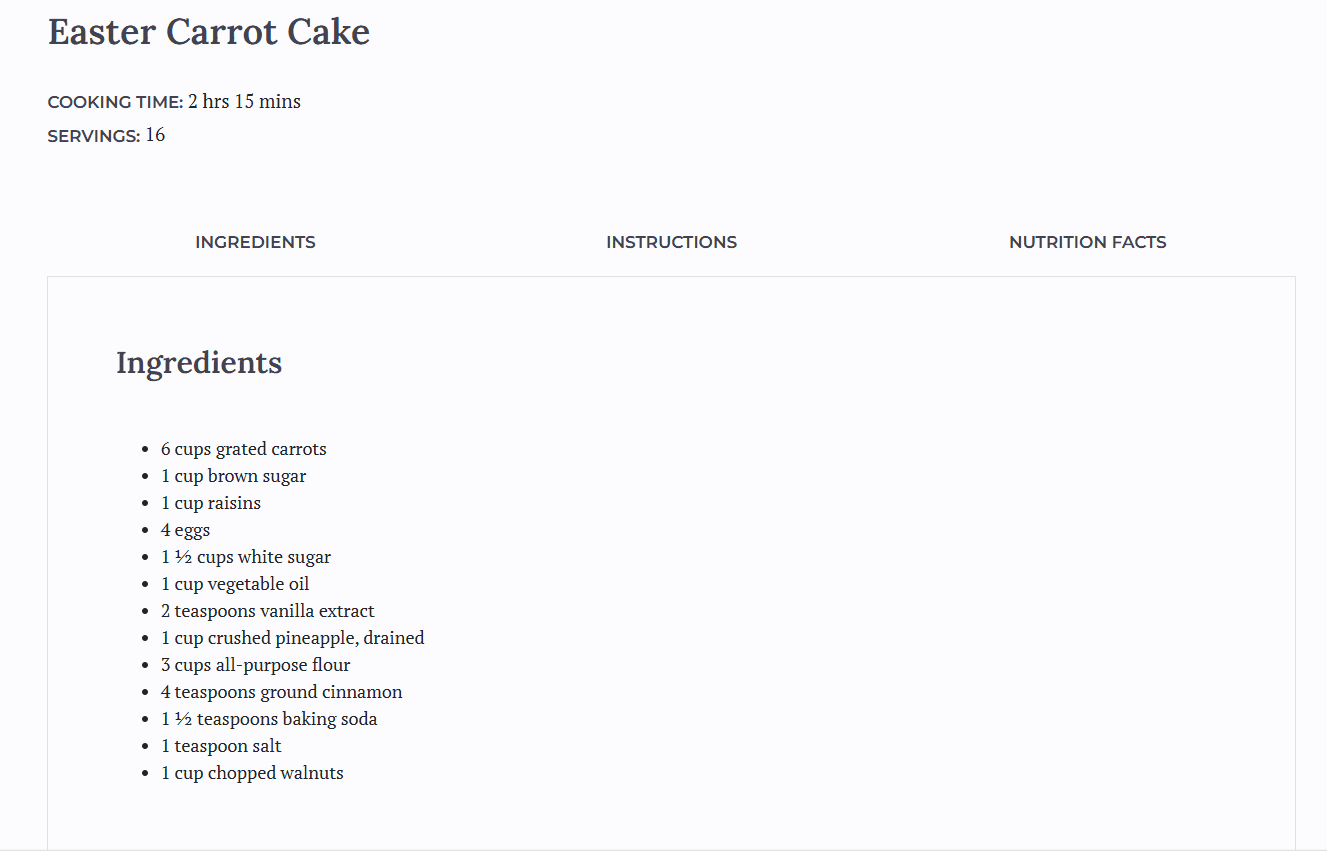 Easter Carrot Cake
COOKING TIME: 2 hrs 15 mins
SERVINGS: 16
INGREDIENTS
INSTRUCTIONS
NUTRITION FACTS
Ingredients
• 6 cups grated carrots
• 1 cup brown sugar
• 1 cup raisins
• 4 eggs
• 1 ½ cups white sugar
• 1 cup vegetable oil
• 2 teaspoons vanilla extract
• 1 cup crushed pineapple, drained
• 3 cups all-purpose flour
• 4 teaspoons ground cinnamon
• 1 ½ teaspoons baking soda
• 1 teaspoon salt
• 1 cup chopped walnuts